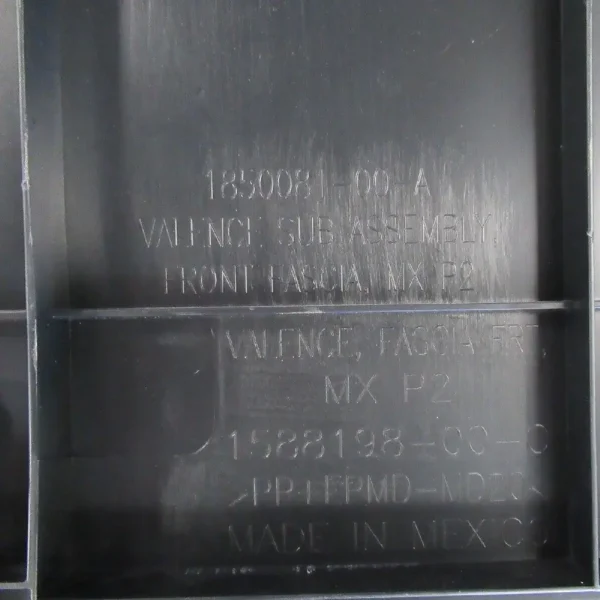 1850081-00-A
VALENCE SUB ASSEMBLY,
FRONT FASCIA, MX P2
VALENCE, FASCIA FRT,
MX P2
1588198-00-C
>PP+EPDM-MD20<
MADE IN MEXICO